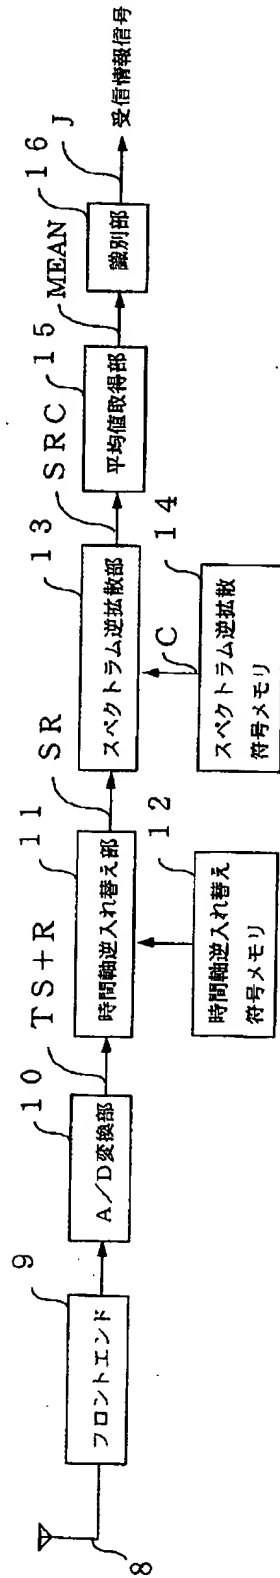 8
9
フロントエンド
10
A/D変換部
TS+R
11
時間軸逆入れ替え部
12
時間軸逆入れ替え
符号メモリ
SR
13
スペクトラム逆拡散部
C
14
スペクトラム逆拡散
符号メモリ
SRC
15
平均値取得部
MEAN
16
識別部
J
受信情報信号